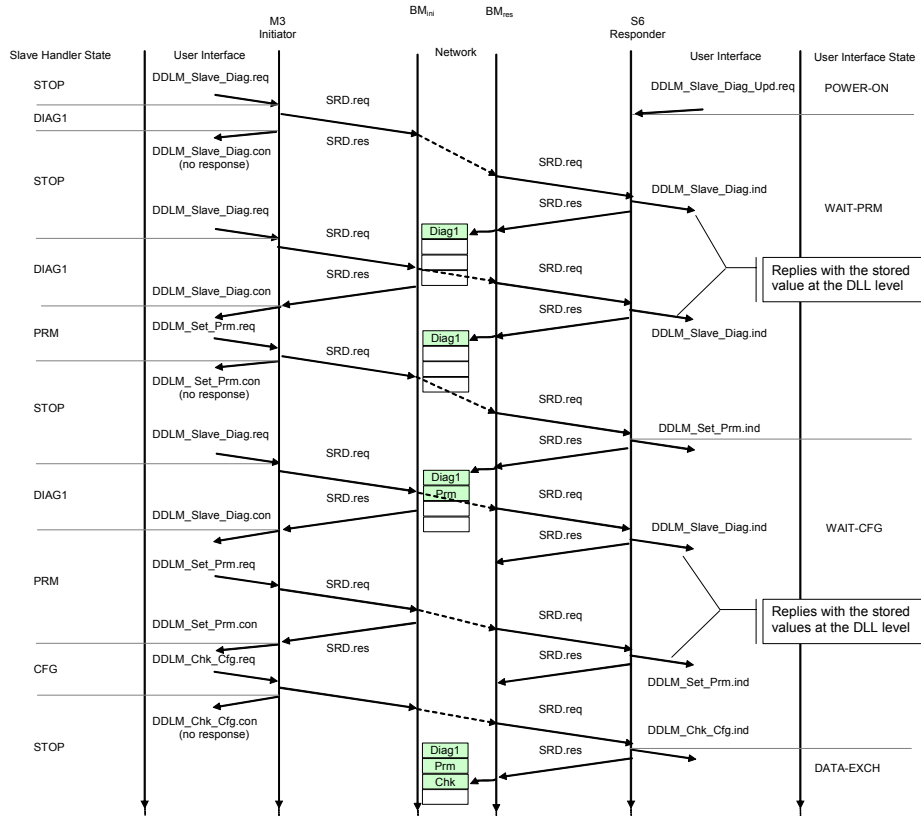 BMini
BMres
M3
Initiator
S6
Responder
Slave Handler State
User Interface
Network
User Interface
User Interface State
DDLM_Slave_Diag.req
DDLM_Slave_Diag_Upd.req
STOP
POWER-ON
SRD.req
DIAG1
SRD.res
DDLM_Slave_Diag.con
(no response)
SRD.req
DDLM_Slave_Diag.ind
STOP
SRD.res
WAIT-PRM
DDLM_Slave_Diag.req
Diag1
SRD.req
DIAG1
SRD.req
Replies with the stored
value at the DLL level
SRD.res
DDLM_Slave_Diag.con
SRD.res
PRM
DDLM_Set_Prm.req
DDLM_Slave_Diag.ind
Diag1
SRD.req
DDLM_ Set_Prm.con
(no response)
SRD.req
STOP
DDLM_Set_Prm.ind
DDLM_Slave_Diag.req
SRD.res
SRD.req
Diag1
Prm
DIAG1
SRD.res
SRD.req
DDLM_Slave_Diag.con
DDLM_Slave_Diag.ind
WAIT-CFG
SRD.res
DDLM_Set_Prm.req
PRM
SRD.req
Replies with the stored
values at the DLL level
DDLM_Set_Prm.con
SRD.req
SRD.res
SRD.res
DDLM_Chk_Cfg.req
CFG
SRD.req
DDLM_Set_Prm.ind
DDLM_Chk_Cfg.con
(no response)
SRD.req
DDLM_Chk_Cfg.ind
STOP
Diag1
SRD.res
Prm
DATA-EXCH
Chk